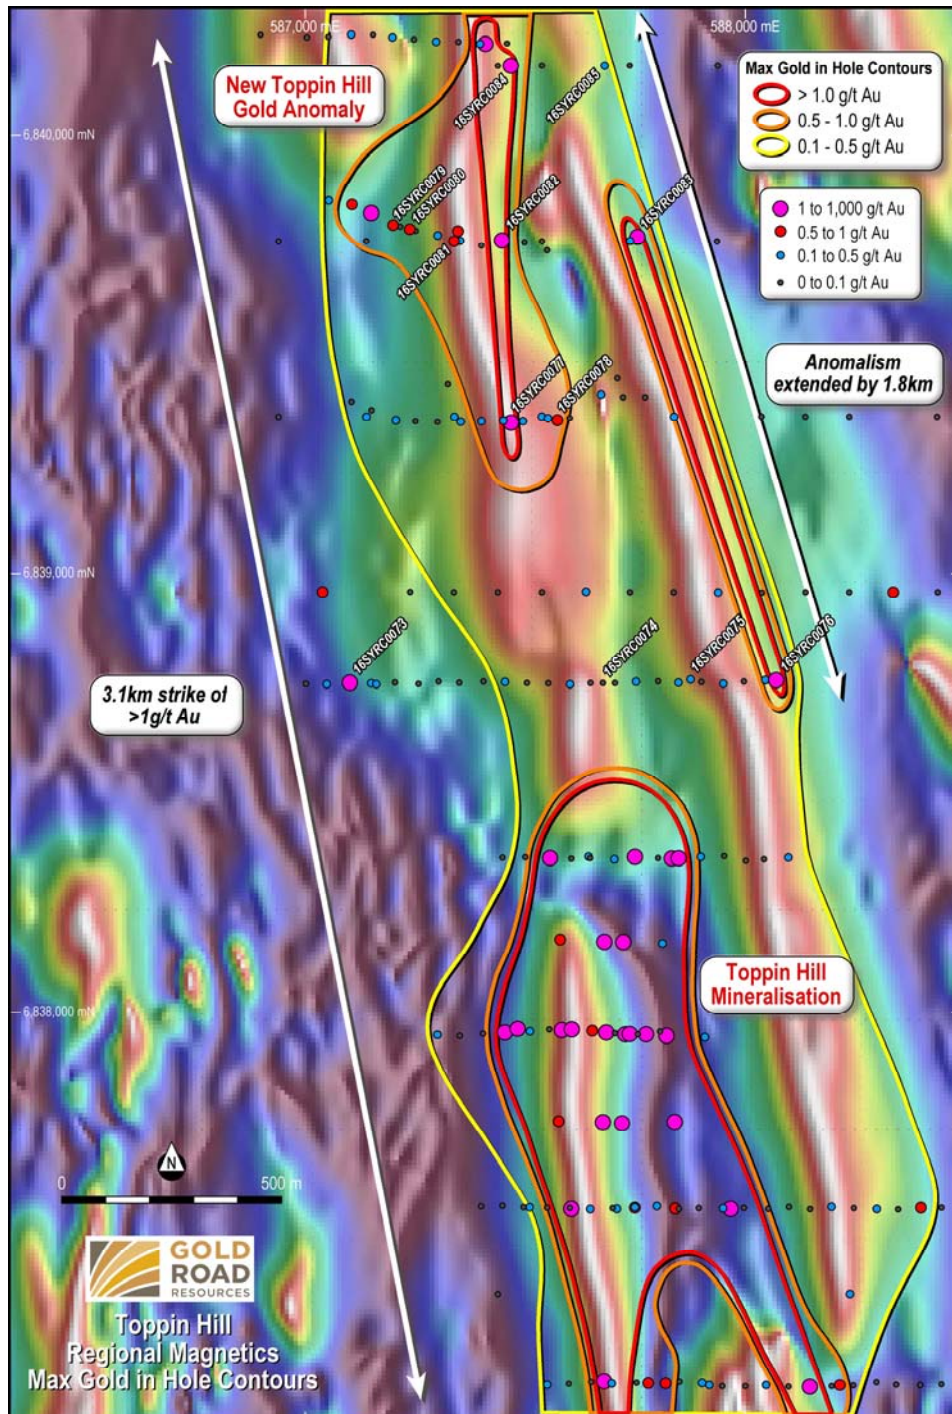 587,000 mE
588,000 mE
New Toppin Hill
Gold Anomaly
Max Gold in Hole Contours
> 1.0 g/t Au
0.5 - 1.0 g/t Au
0.1 - 0.5 g/t Au
6,840,000 mN
1 to 1,000 g/t Au
0.5 to 1 g/t Au
0.1 to 0.5 g/t Au
0 to 0.1 g/t Au
16SYRC0084
16SYRC0085
16SYRC0079
16SYRC0080
16SYRC0081
16SYRC0082
16SYRC0083
Anomalism
extended by 1.8km
16SYRC0077
16SYRC0078
6,839,000 mN
16SYRC0073
16SYRC0074
16SYRC0075
16SYRC0076
3.1km strike of
>1g/t Au
Toppin Hill
Mineralisation
6,838,000 mN
N
0
500 m
GOLD
ROAD
RESOURCES
Toppin Hill
Regional Magnetics
Max Gold in Hole Contours